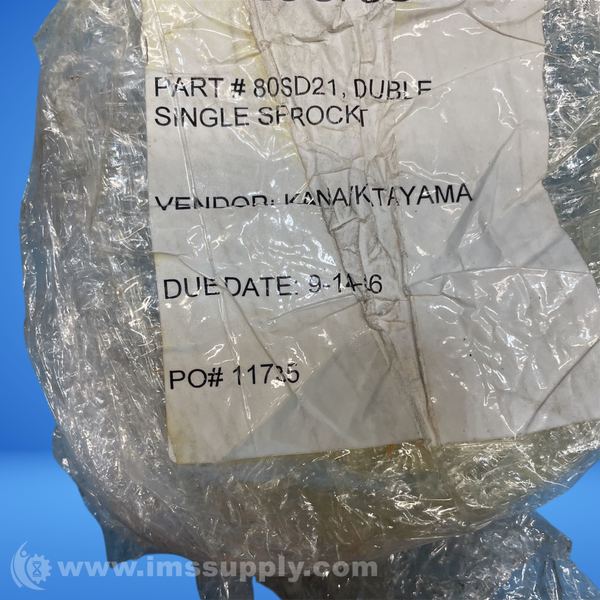 PART # 80SD21, DUBLE
SINGLE SPROCKT
VENDOR: KANA/KTAYAMA
DUE DATE: 9-14-16
PO# 11735
www.imssupply.com